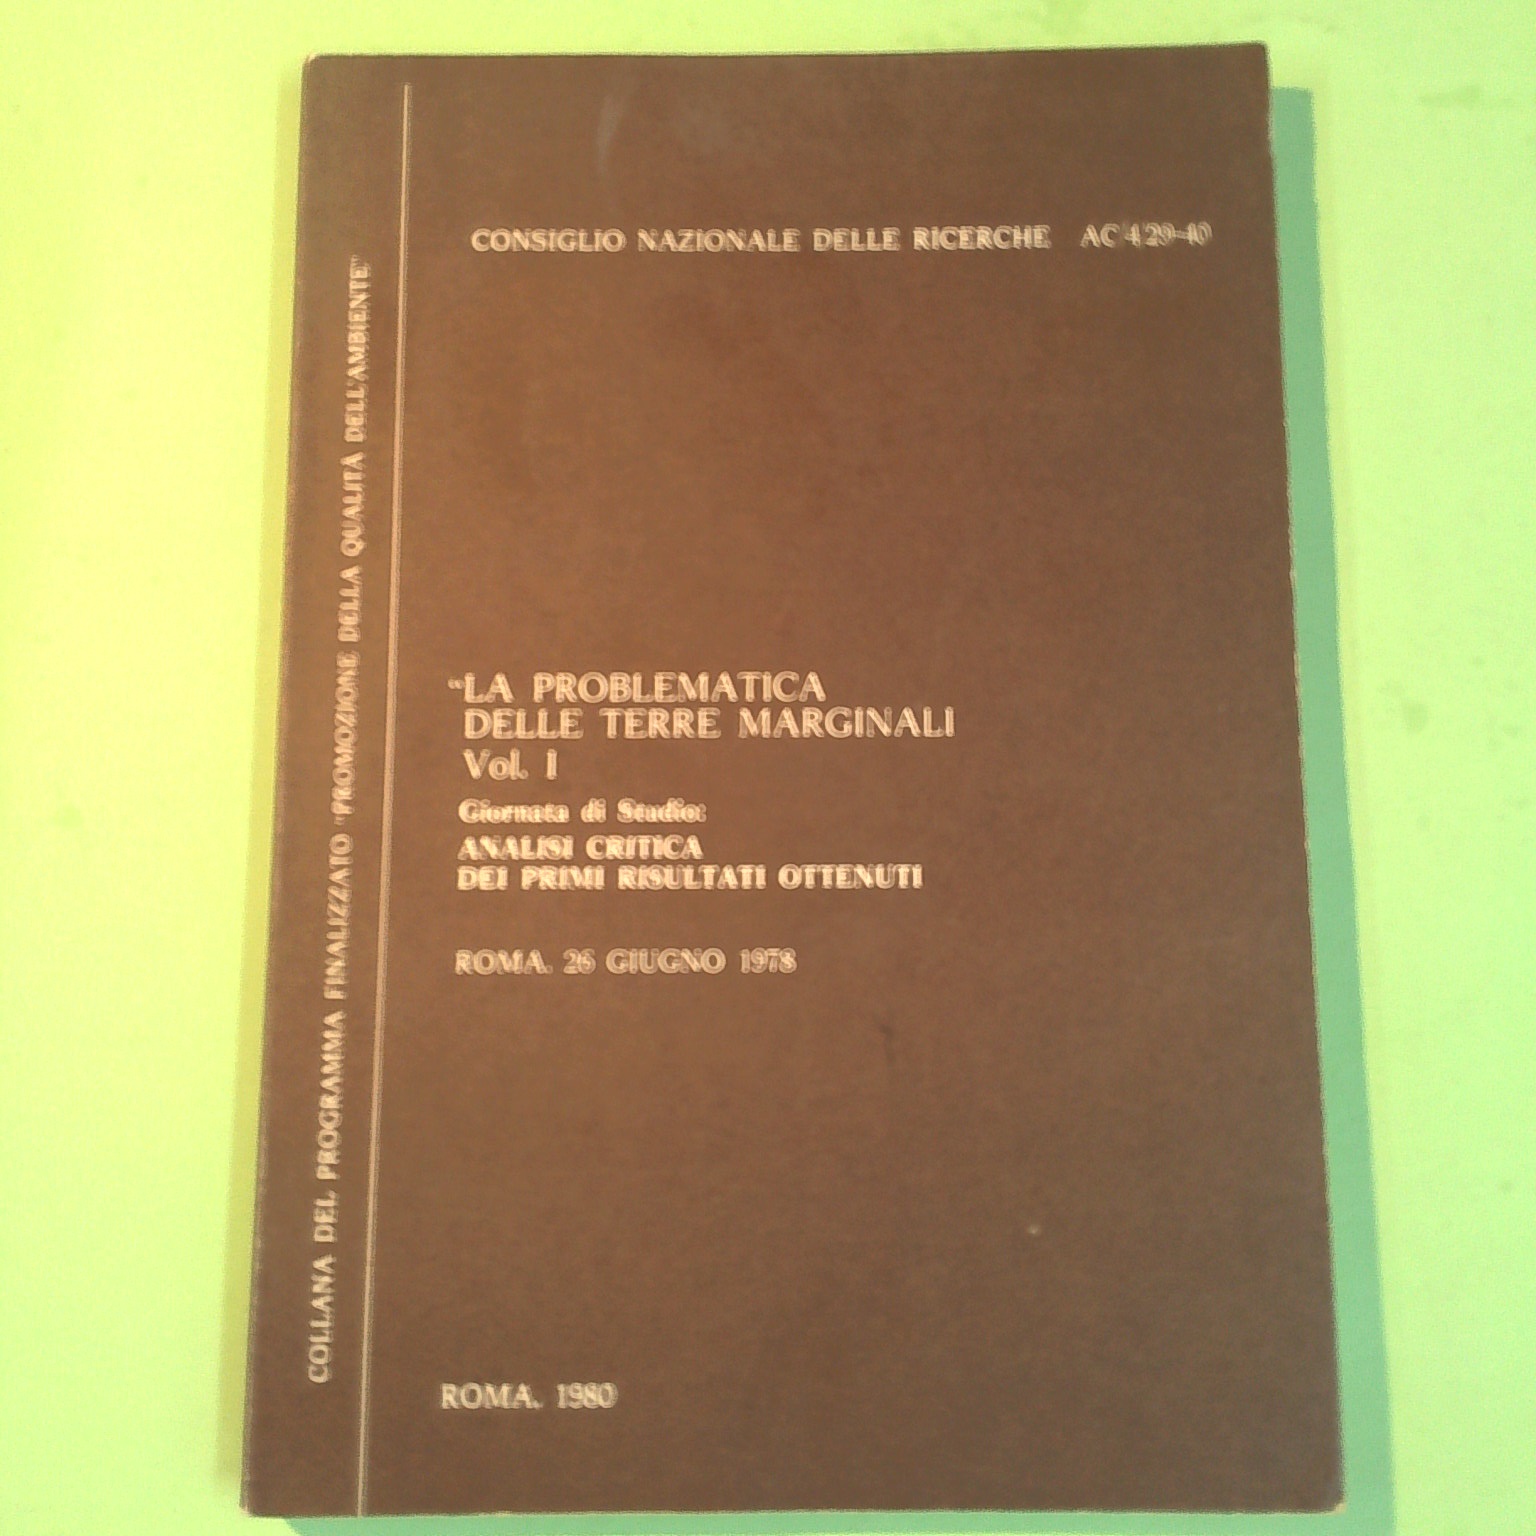 CONSIGLIO NAZIONALE DELLE RICERCHE AC/4/29-40
COLLANA DEL PROGRAMMA FINALIZZATO "PROMOZIONE DELLA QUALITÀ DELL'AMBIENTE"
"LA PROBLEMATICA
DELLE TERRE MARGINALI
Vol. I
Giornata di Studio:
ANALISI CRITICA
DEI PRIMI RISULTATI OTTENUTI
ROMA. 26 GIUGNO 1978
ROMA. 1980